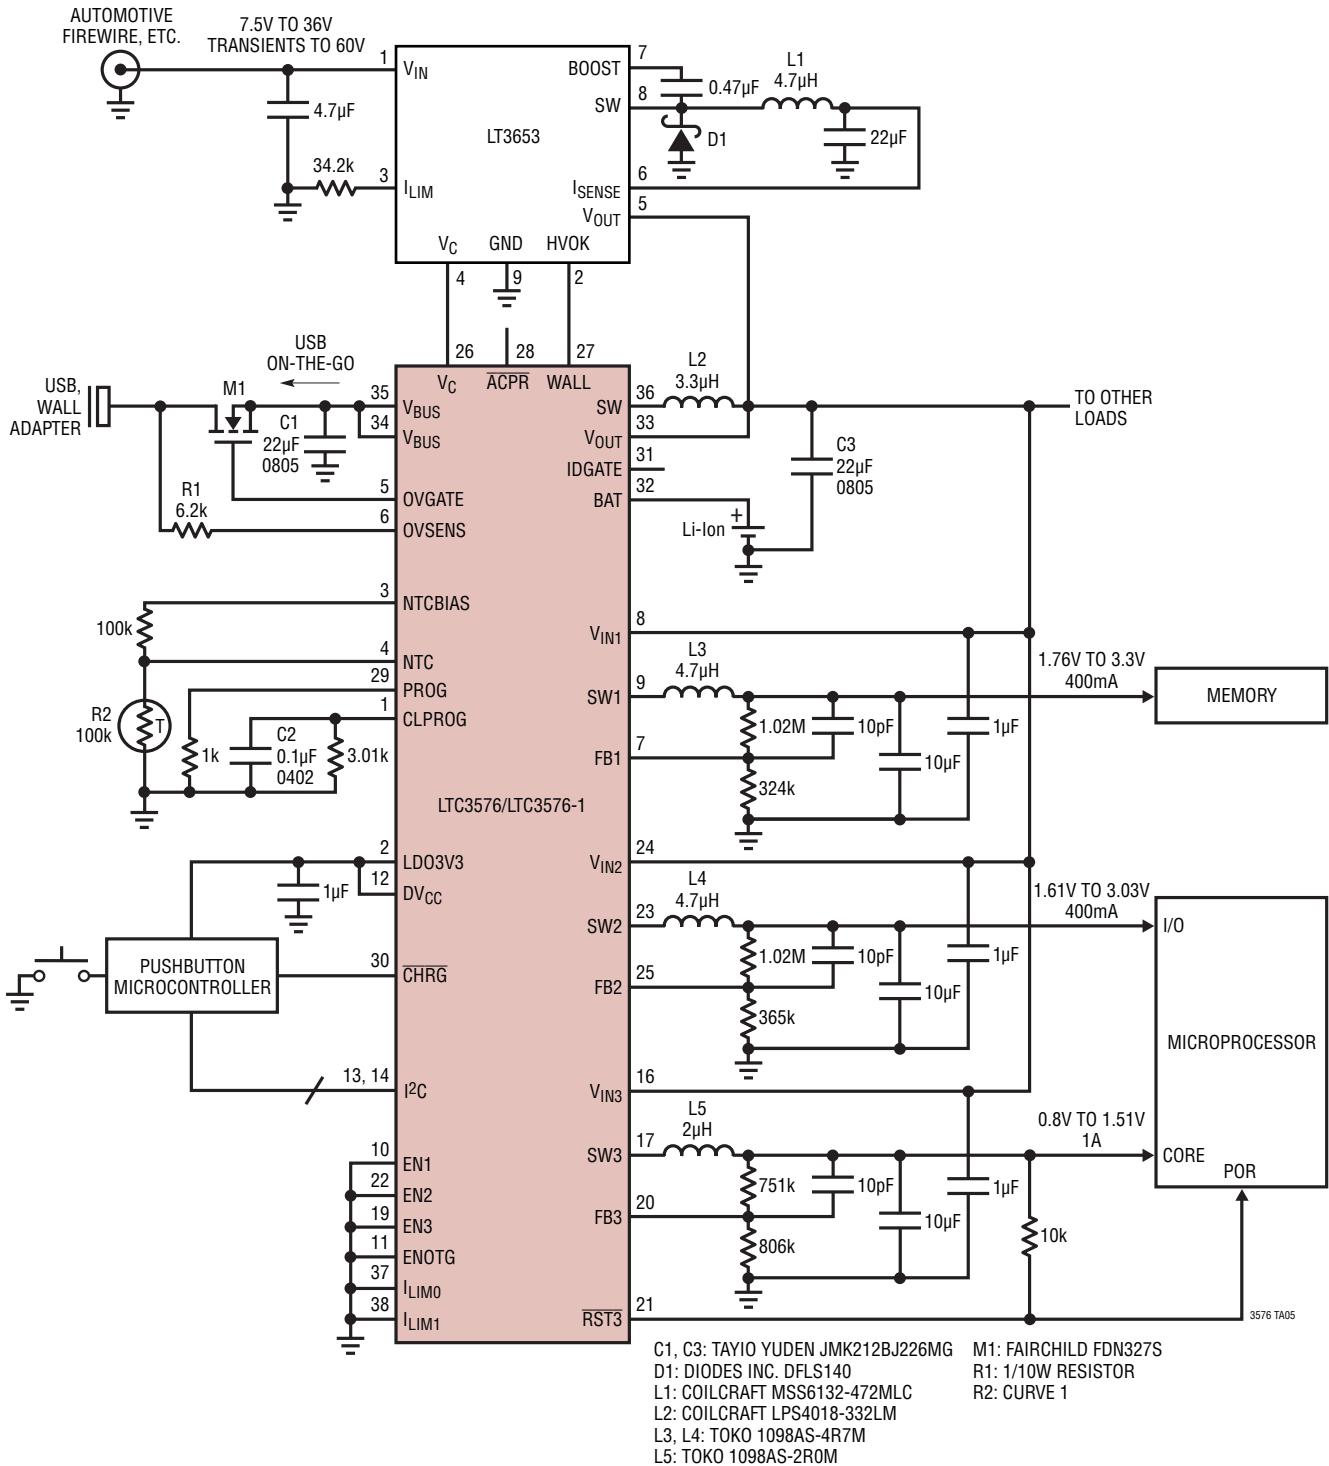 AUTOMOTIVE
FIREWIRE, ETC.
7.5V TO 36V
TRANSIENTS TO 60V
1
VIN
4.7µF
34.2k
3
ILIM
LT3653
BOOST
7
0.47µF
SW
8
L1
4.7µH
D1
22µF
ISENSE
6
VOUT
5
VC
GND
HVOK
4
9
2
26
28
27
VC
ACPR
WALL
USB
ON-THE-GO
USB,
WALL
ADAPTER
M1
C1
22µF
0805
35
VBUS
34
VBUS
R1
6.2k
5
OVGATE
6
OVSENS
SW
36
L2
3.3µH
VOUT
33
IDGATE
31
BAT
32
Li-Ion
+
C3
22µF
0805
TO OTHER
LOADS
3
NTCBIAS
100k
4
NTC
29
PROG
1
CLPROG
R2
100k
T
1k
C2
0.1µF
0402
3.01k
LTC3576/LTC3576-1
VIN1
8
SW1
9
L3
4.7µH
FB1
7
1.02M
10pF
324k
10µF
1µF
1.76V TO 3.3V
400mA
MEMORY
2
LDO3V3
12
DVCC
1µF
PUSHBUTTON
MICROCONTROLLER
30
CHRG
13, 14
I2C
VIN2
24
SW2
23
L4
4.7µH
FB2
25
1.02M
10pF
365k
10µF
1µF
1.61V TO 3.03V
400mA
I/O
MICROPROCESSOR
CORE
POR
VIN3
16
SW3
17
L5
2µH
FB3
20
751k
10pF
806k
10µF
1µF
0.8V TO 1.51V
1A
10k
RST3
21
10
EN1
22
EN2
19
EN3
11
ENOTG
37
ILIM0
38
ILIM1
3576 TA05
C1, C3: TAYIO YUDEN JMK212BJ226MG
D1: DIODES INC. DFLS140
L1: COILCRAFT MSS6132-472MLC
L2: COILCRAFT LPS4018-332LM
L3, L4: TOKO 1098AS-4R7M
L5: TOKO 1098AS-2R0M
M1: FAIRCHILD FDN327S
R1: 1/10W RESISTOR
R2: CURVE 1